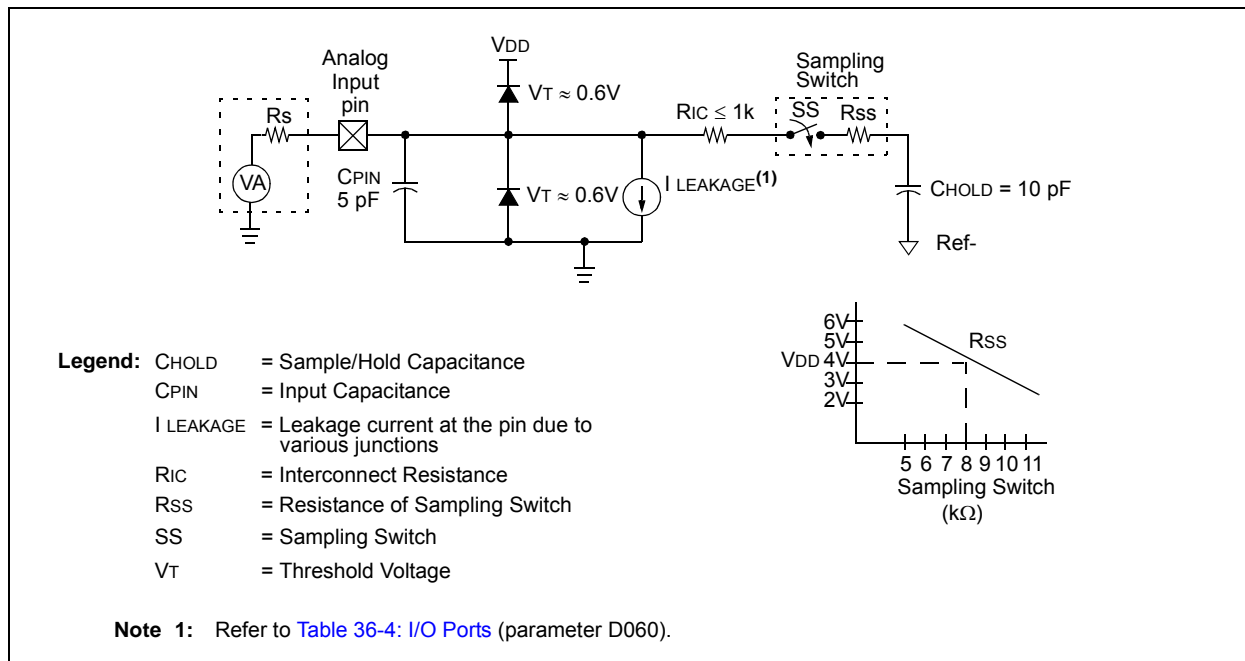 VDD
Analog
Input
pin
Sampling
Switch
VT ≈ 0.6V
Rs
RIC ≤ 1k
SS
Rss
VA
CPIN
5 pF
VT ≈ 0.6V
I LEAKAGE(1)
CHOLD = 10 pF
Ref-
6V
5V
VDD 4V
3V
2V
RSS
5 6 7 8 9 10 11
Sampling Switch
(kΩ)
Legend: CHOLD = Sample/Hold Capacitance
CPIN = Input Capacitance
I LEAKAGE = Leakage current at the pin due to
various junctions
RIC = Interconnect Resistance
RSS = Resistance of Sampling Switch
SS = Sampling Switch
VT = Threshold Voltage
Note 1: Refer to Table 36-4: I/O Ports (parameter D060).